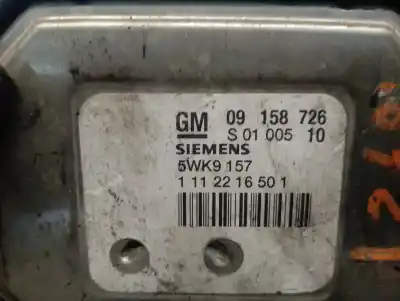 GM 09 158 726
S 01 005 10
SIEMENS
5WK9 157
1 11 22 16 50 1